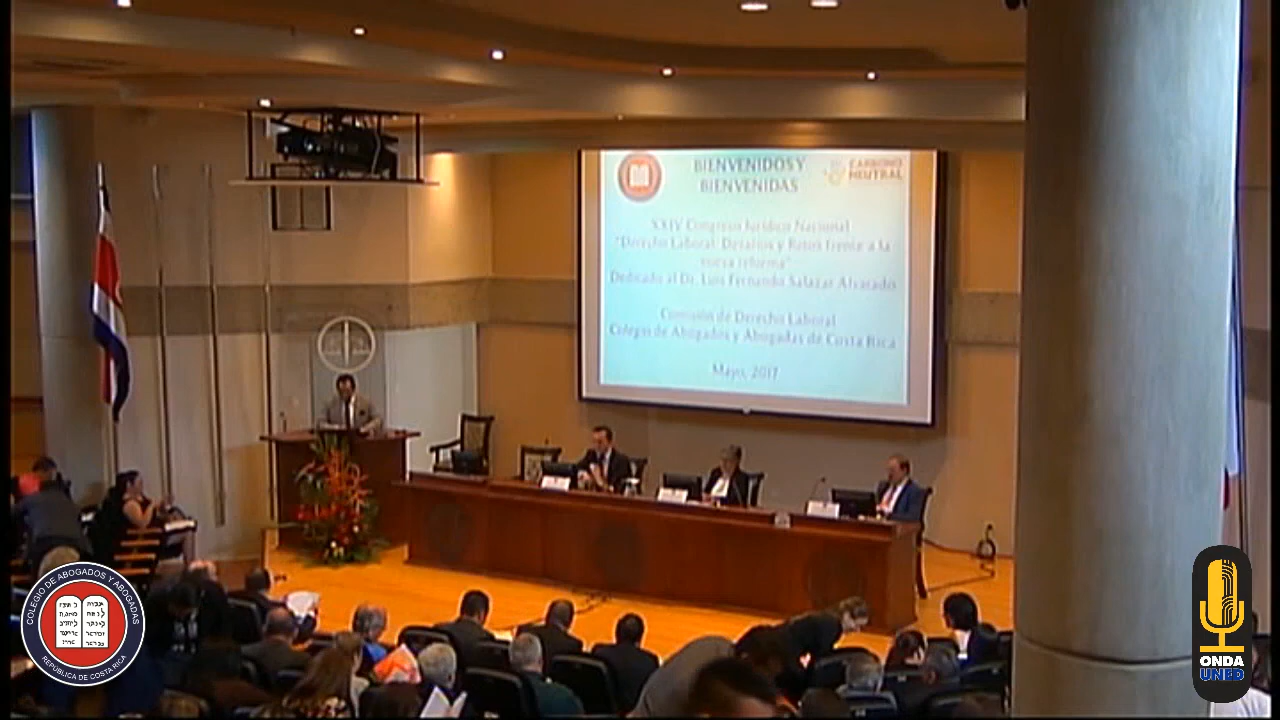 BIENVENIDOS Y
BIENVENIDAS
CARBONO
NEUTRAL
XXIV Congreso Jurídico Nacional
"Derecho Laboral: Desafíos y Retos frente a la
nueva reforma"
Dedicado al Dr. Luis Fernando Salazar Alvarado
Comisión de Derecho Laboral
Colegio de Abogados y Abogadas de Costa Rica
Mayo, 2017
COLEGIO DE ABOGADOS Y ABOGADAS
REPUBLICA DE COSTA RICA
ONDA
UNED